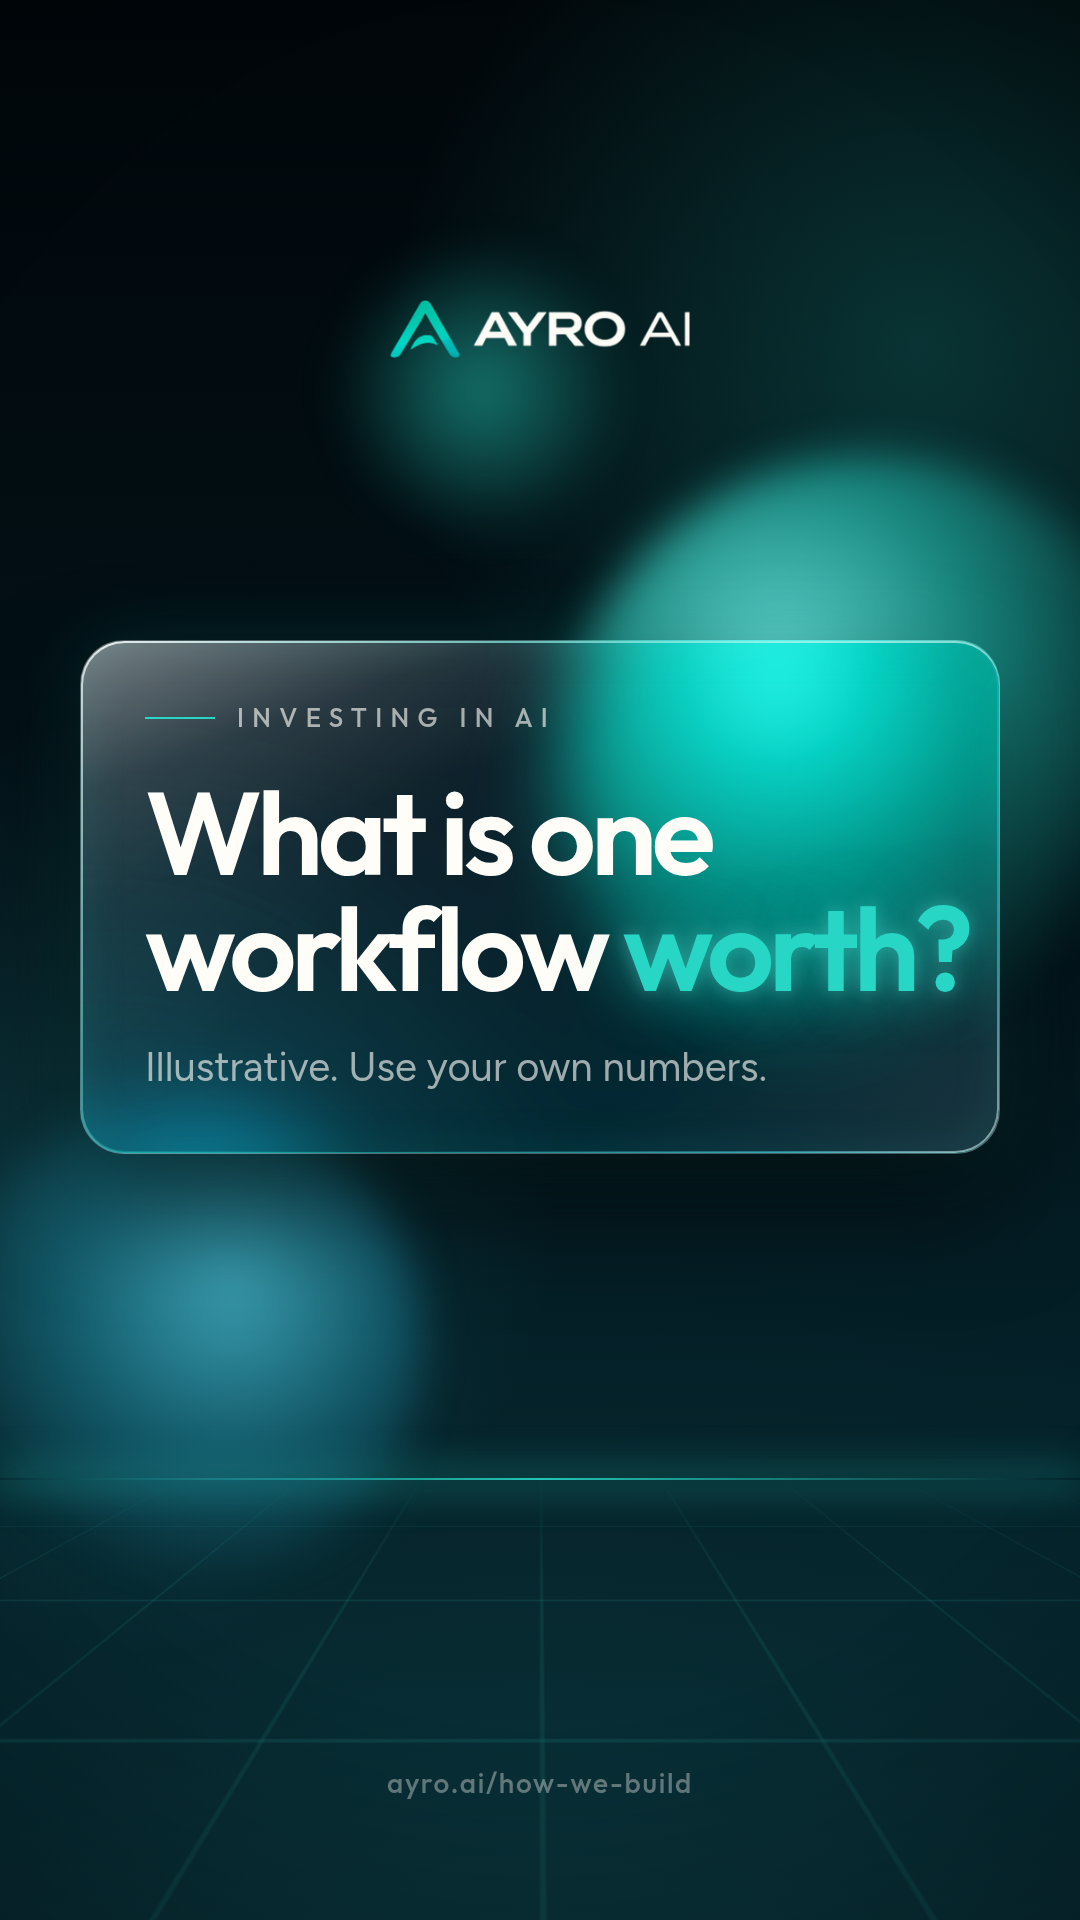 AYRO AI
INVESTING IN AI
What is one
workflow worth?
Illustrative. Use your own numbers.
ayro.ai/how-we-build